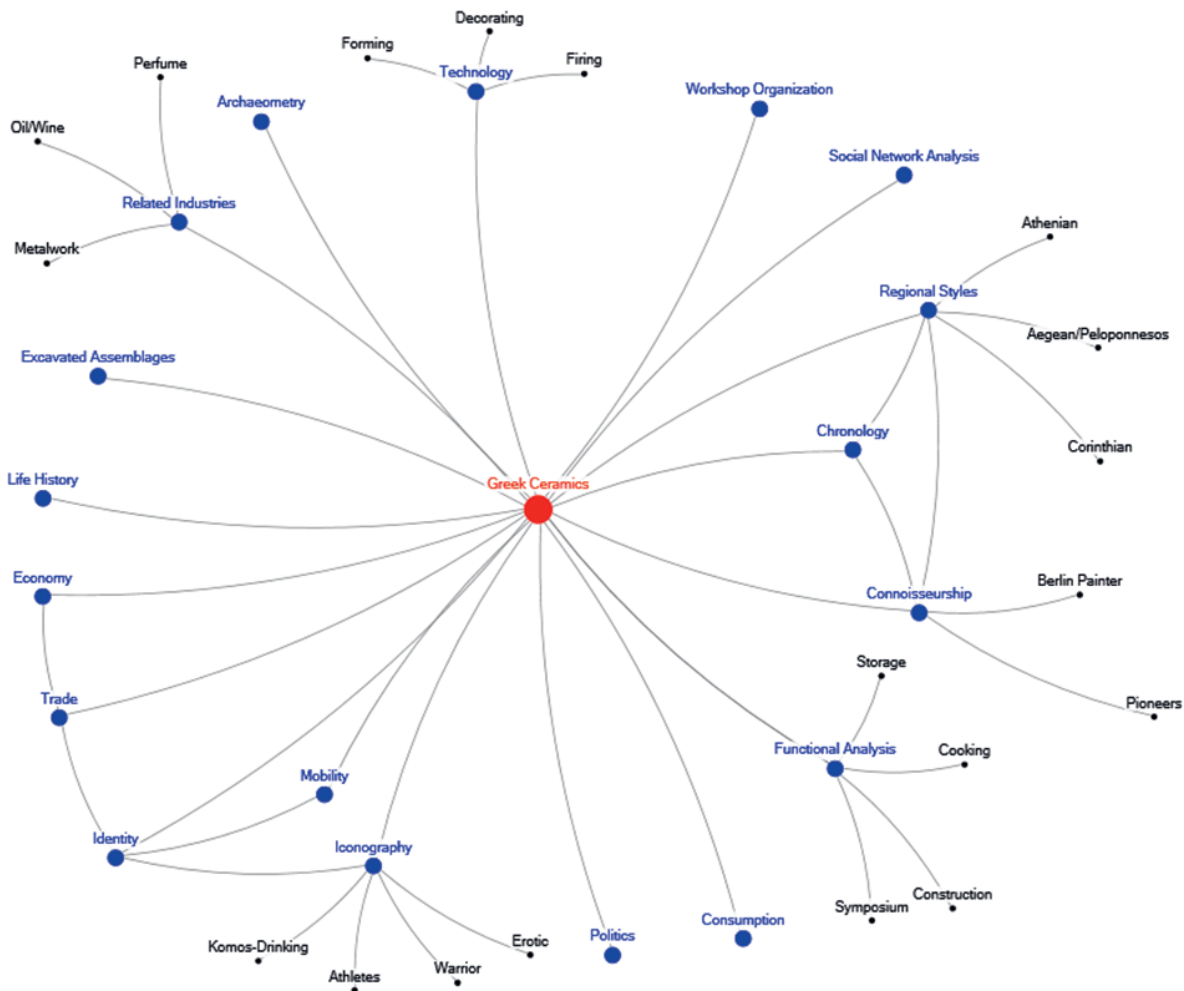 Decorating
Forming
Firing
Perfume
Technology
Workshop Organization
Archaeometry
Oil/Wine
Social Network Analysis
Related Industries
Athenian
Metalwork
Regional Styles
Aegean/Peloponnesos
Excavated Assemblages
Chronology
Corinthian
Life History
Greek Ceramics
Economy
Berlin Painter
Connoisseurship
Storage
Trade
Pioneers
Functional Analysis
Cooking
Mobility
Identity
Iconography
Construction
Symposium
Consumption
Politics
Erotic
Komos-Drinking
Warrior
Athletes